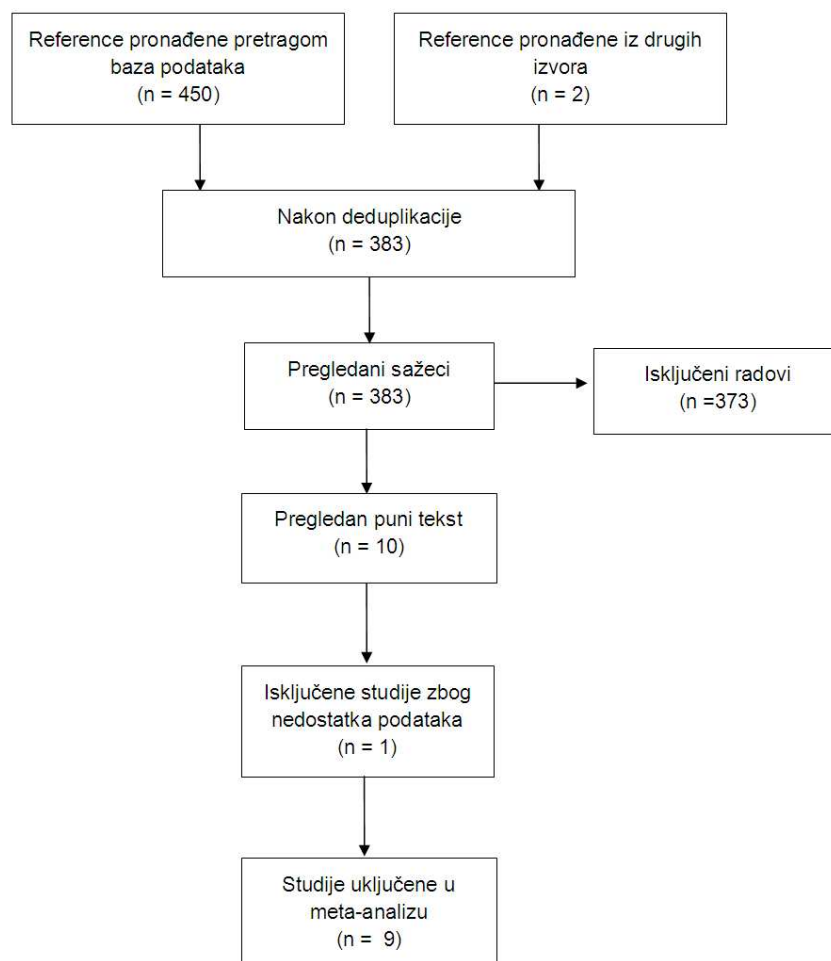 Reference pronađene pretragom
baza podataka
(n = 450)
Reference pronađene iz drugih
izvora
(n = 2)
Nakon deduplikacije
(n = 383)
Pregledani sažeci
(n = 383)
Isključeni radovi
(n =373)
Pregledan puni tekst
(n = 10)
Isključene studije zbog
nedostatka podataka
(n = 1)
Studije uključene u
meta-analizu
(n =  9)